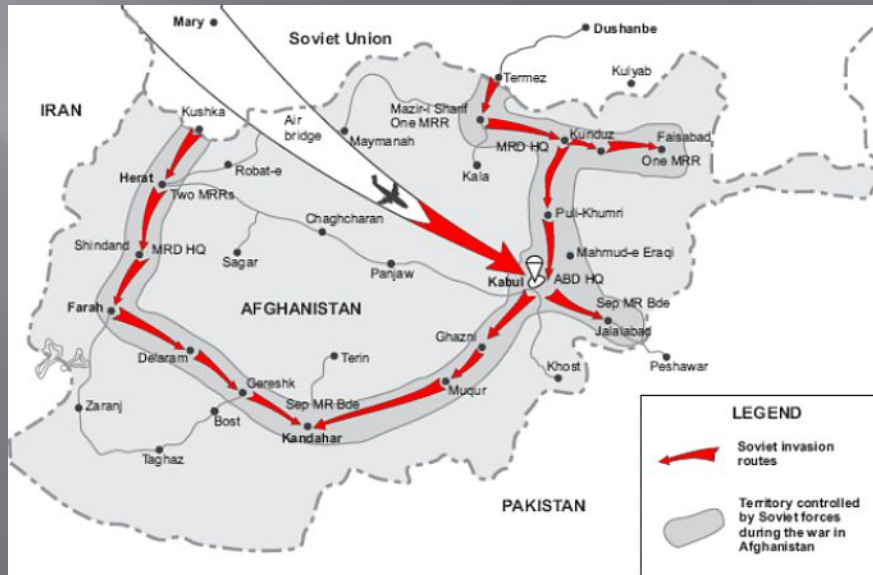 Mary
Soviet Union
Dushanbe
Termez
Kulyab
IRAN
Kushka
Air
bridge
Mazir-i Sharif
One MRR
Maymanah
Kunduz
Faisabad
MRD HQ
One MRR
Robat-e
Kala
Herat
Two MRRs
Chaghcharan
Puli-Khumri
Shindand
MRD HQ
Sagar
Panjaw
Mahmud-e Eraqi
Kabul
ABD HQ
Farah
AFGHANISTAN
Sep MR Bde
Jalalabad
Ghazni
Delaram
Terin
Khost
Peshawar
Muqur
Gereshk
Zaranj
Bost
Sep MR Bde
Kandahar
Taghaz
PAKISTAN
LEGEND
Soviet invasion
routes
Territory controlled
by Soviet forces
during the war in
Afghanistan